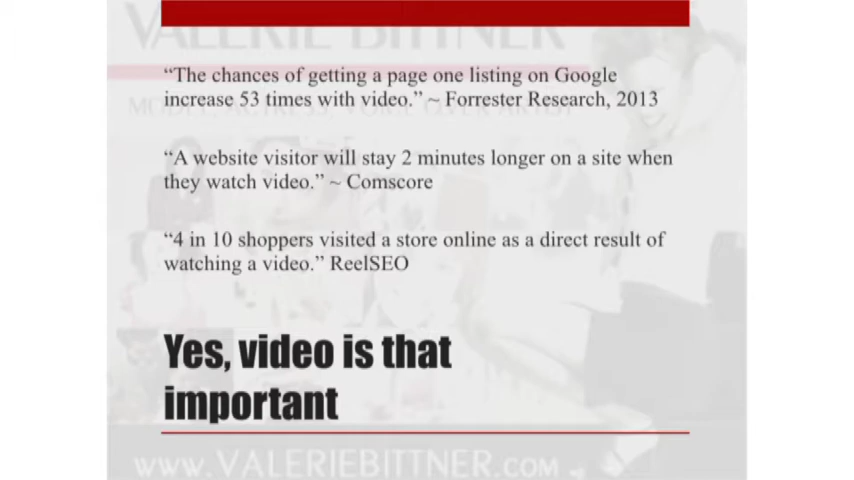 VALERIE BITTNER
“The chances of getting a page one listing on Google
increase 53 times with video.” ~ Forrester Research, 2013
“A website visitor will stay 2 minutes longer on a site when
they watch video.” ~ Comscore
“4 in 10 shoppers visited a store online as a direct result of
watching a video.” ReelSEO
Yes, video is that
important
www.VALERIEBITTNER.com